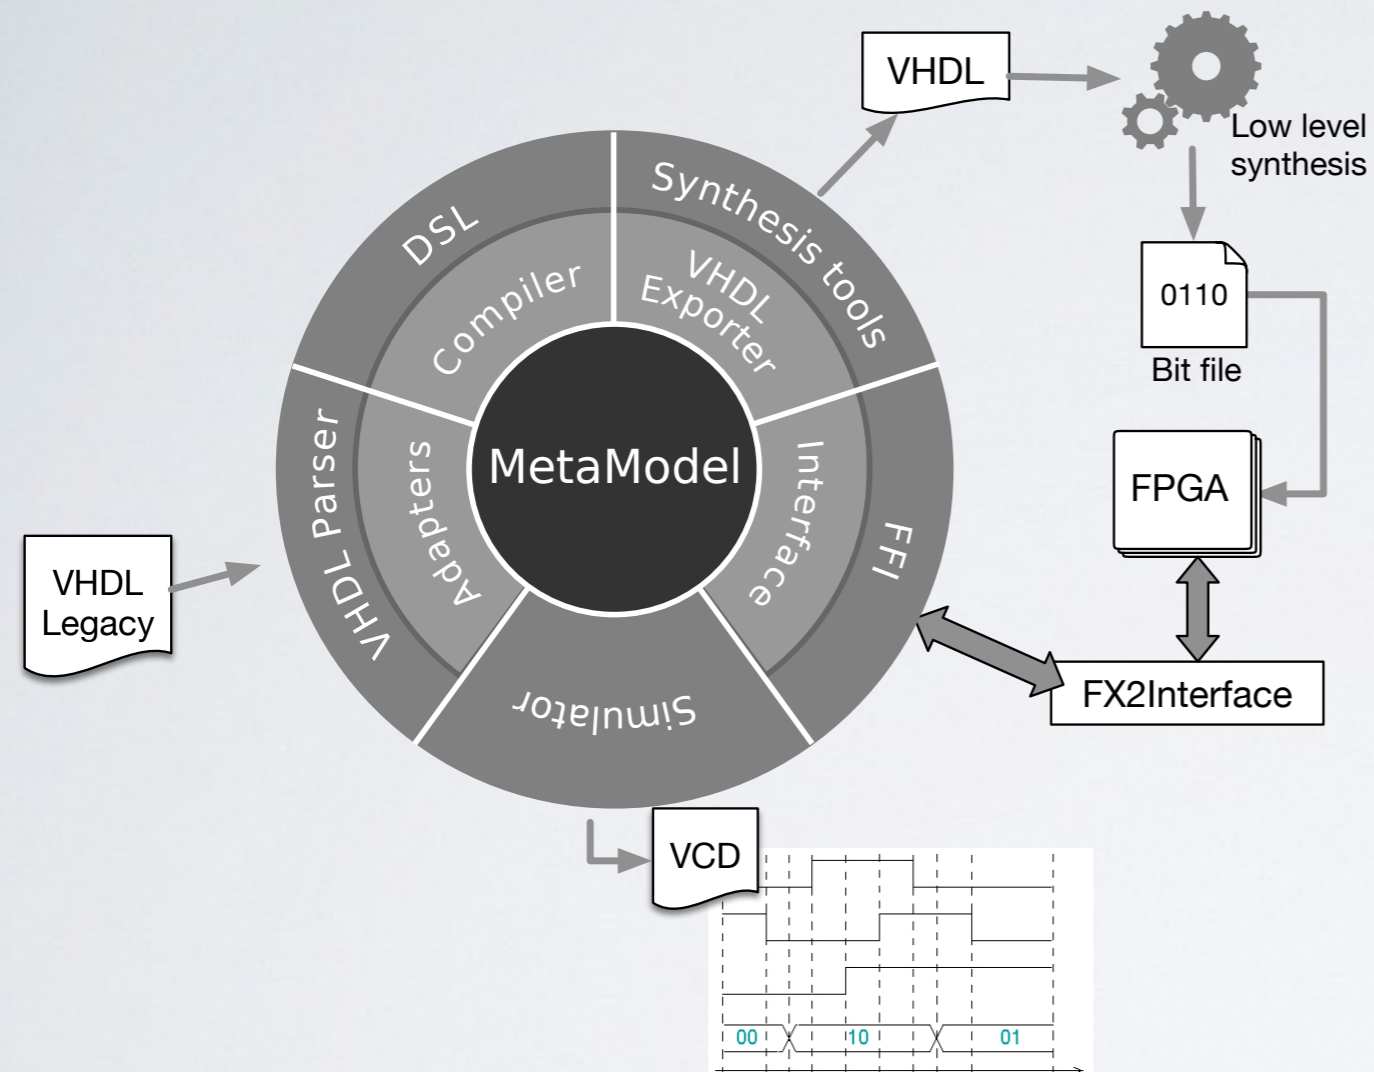 VHDL
Low level
synthesis
Synthesis tools
DSL
VHDL
Exporter
Compiler
0110
Bit file
MetaModel
VHDL Parser
Adapters
Interface
FFI
FPGA
VHDL
Legacy
FX2Interface
Simulator
VCD
00 10 01